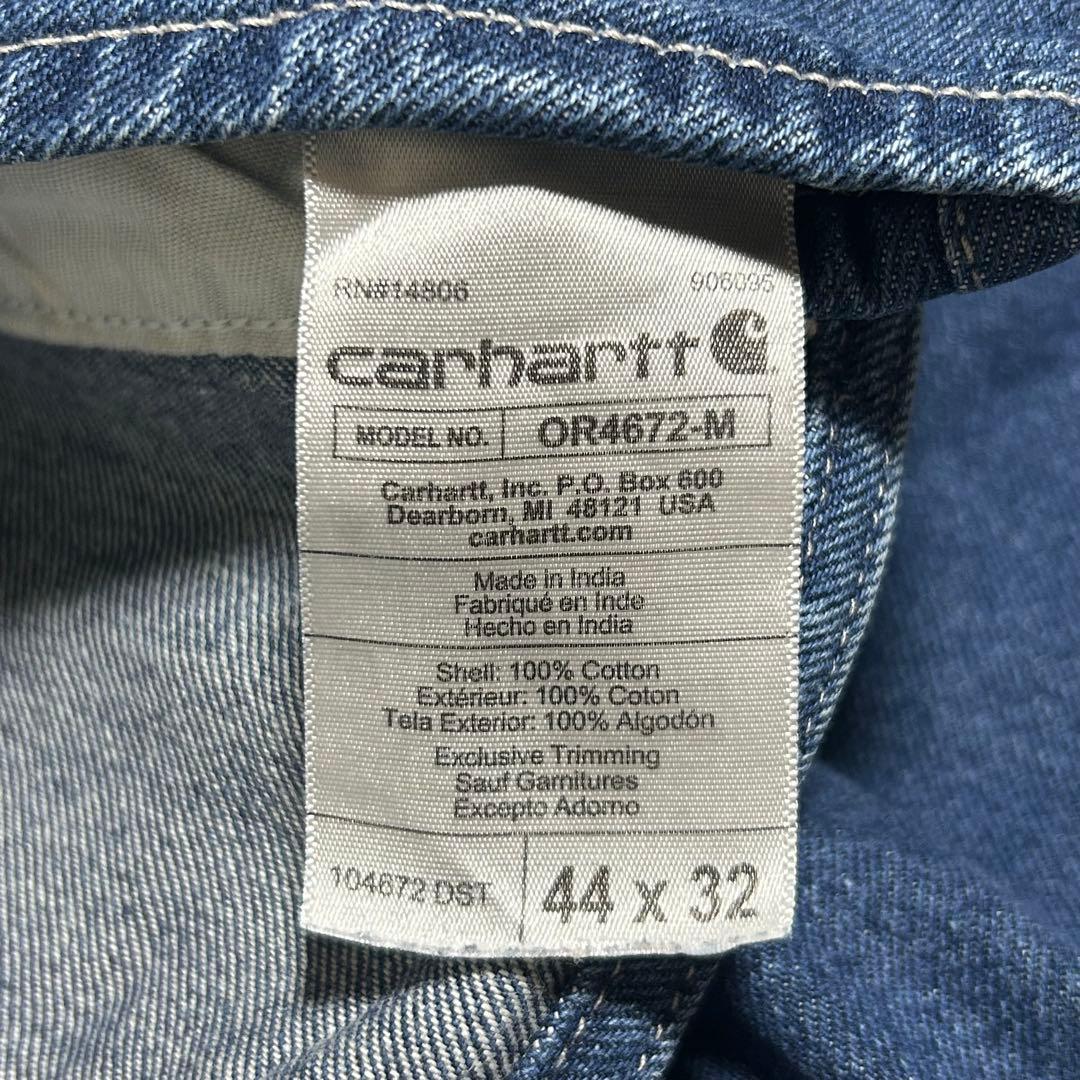 RN#14806 906095
carhartt
MODEL NO. OR4672-M
Carhartt, Inc. P.O. Box 600
Dearborn, MI 48121 USA
carhartt.com
Made in India
Fabriqué en Inde
Hecho en India
Shell: 100% Cotton
Extérieur: 100% Coton
Tela Exterior: 100% Algodón
Exclusive Trimming
Sauf Garnitures
Excepto Adorno
104672 DST 44 x 32